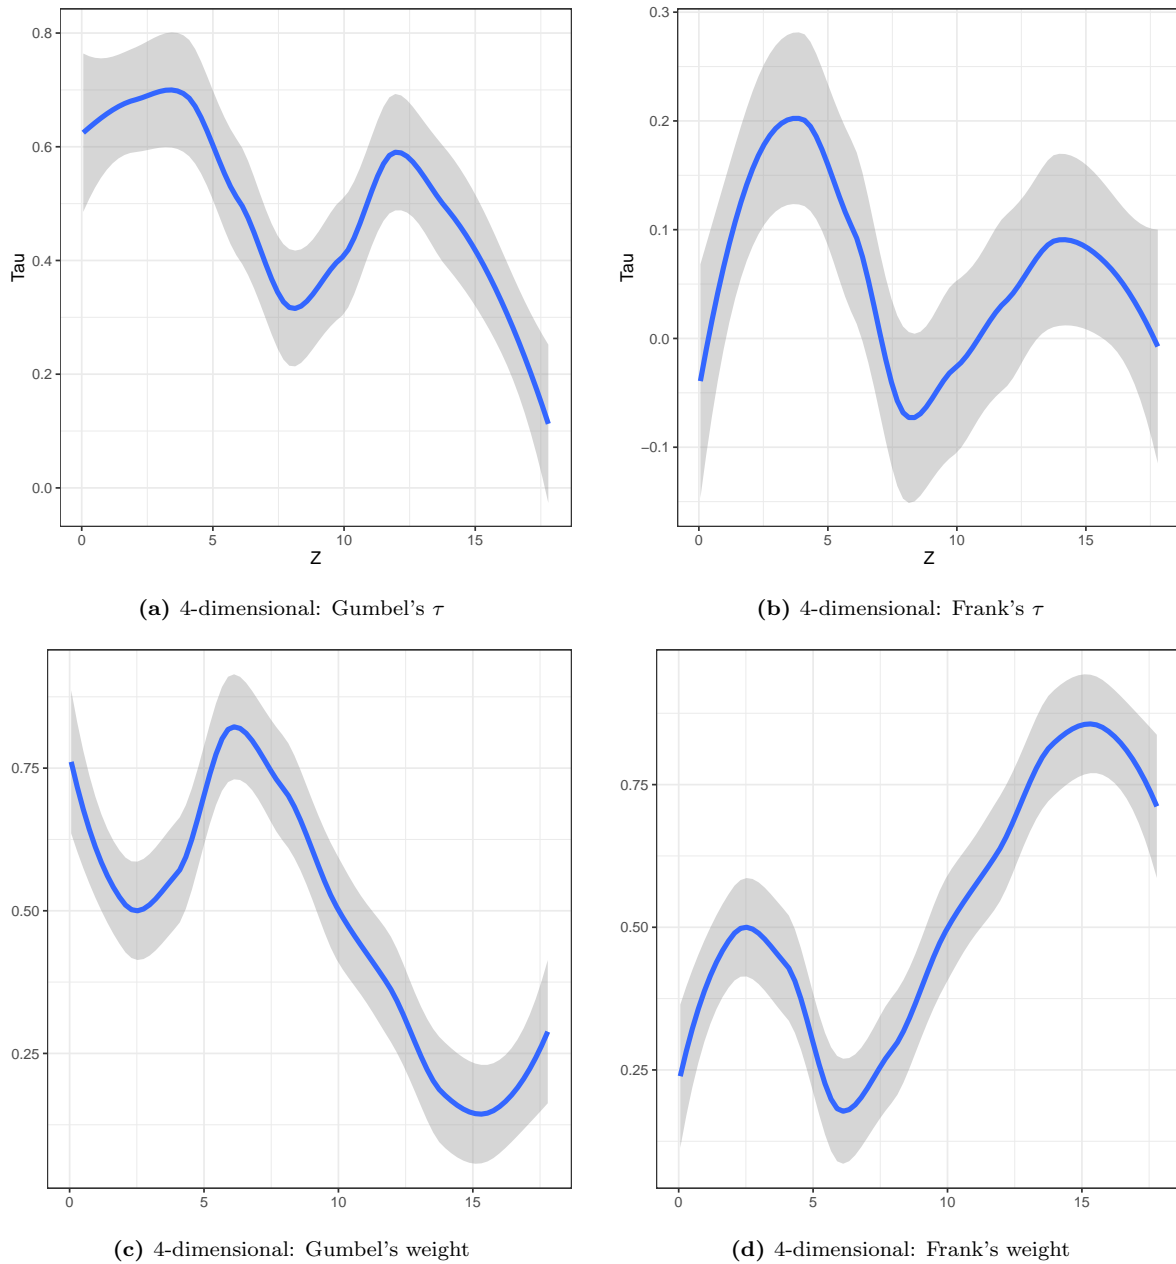 0.8
0.6
0.4
0.2
0.0
Tau
0 5 10 15
Z
(a) 4-dimensional: Gumbel's τ
0.3
0.2
0.1
0.0
−0.1
Tau
0 5 10 15
Z
(b) 4-dimensional: Frank's τ
0.75
0.50
0.25
0 5 10 15
(c) 4-dimensional: Gumbel's weight
0.75
0.50
0.25
0 5 10 15
(d) 4-dimensional: Frank's weight